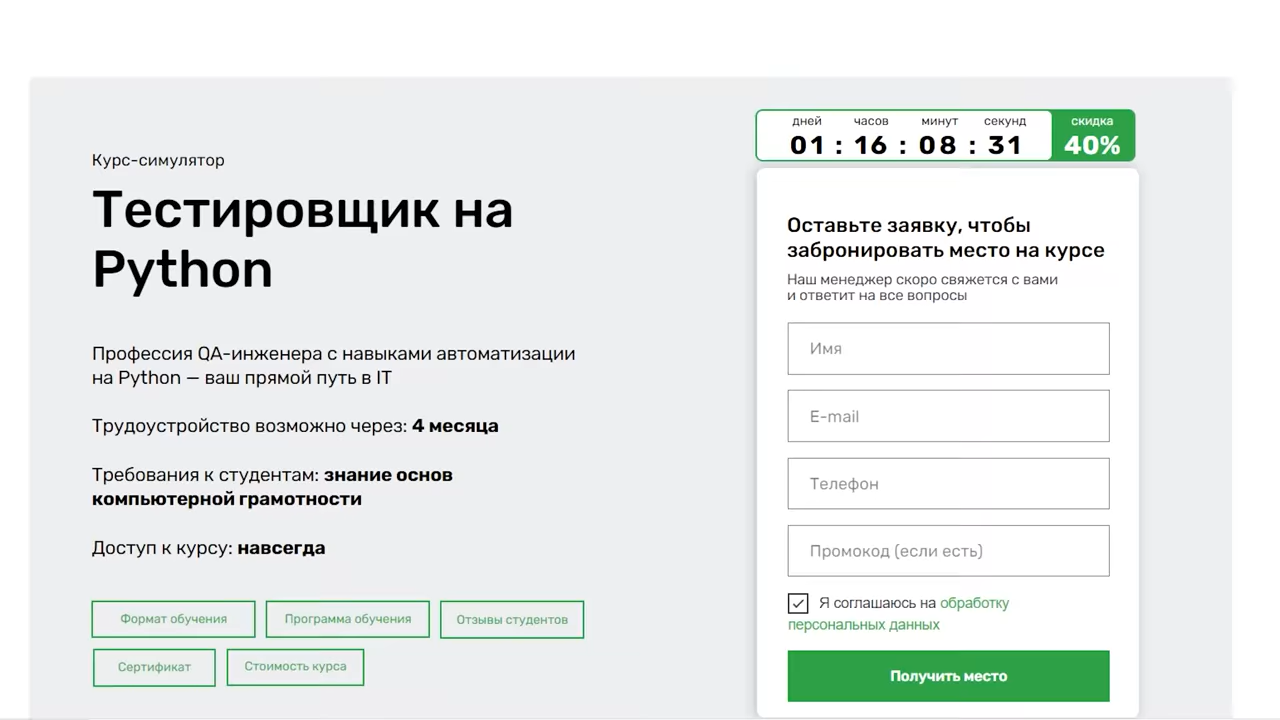 Курс-симулятор
Тестировщик на
Python
Профессия QA-инженера с навыками автоматизации
на Python — ваш прямой путь в IT
Трудоустройство возможно через: 4 месяца
Требования к студентам: знание основ
компьютерной грамотности
Доступ к курсу: навсегда
Формат обучения
Программа обучения
Отзывы студентов
Сертификат
Стоимость курса
дней часов минут секунд
01 : 16 : 08 : 31
скидка
40%
Оставьте заявку, чтобы
забронировать место на курсе
Наш менеджер скоро свяжется с вами
и ответит на все вопросы
Имя
E-mail
Телефон
Промокод (если есть)
Я соглашаюсь на обработку
персональных данных
Получить место